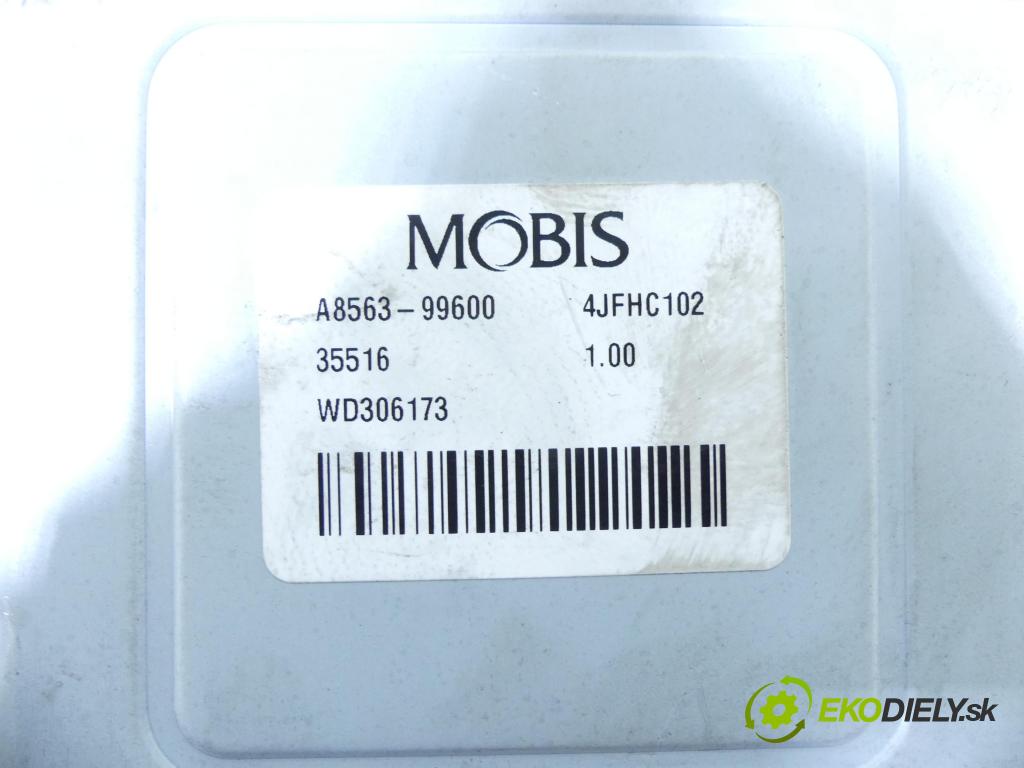 MOBIS
A8563-99600 4JFHC102
35516 1.00
WD306173
EKODIELY.sk